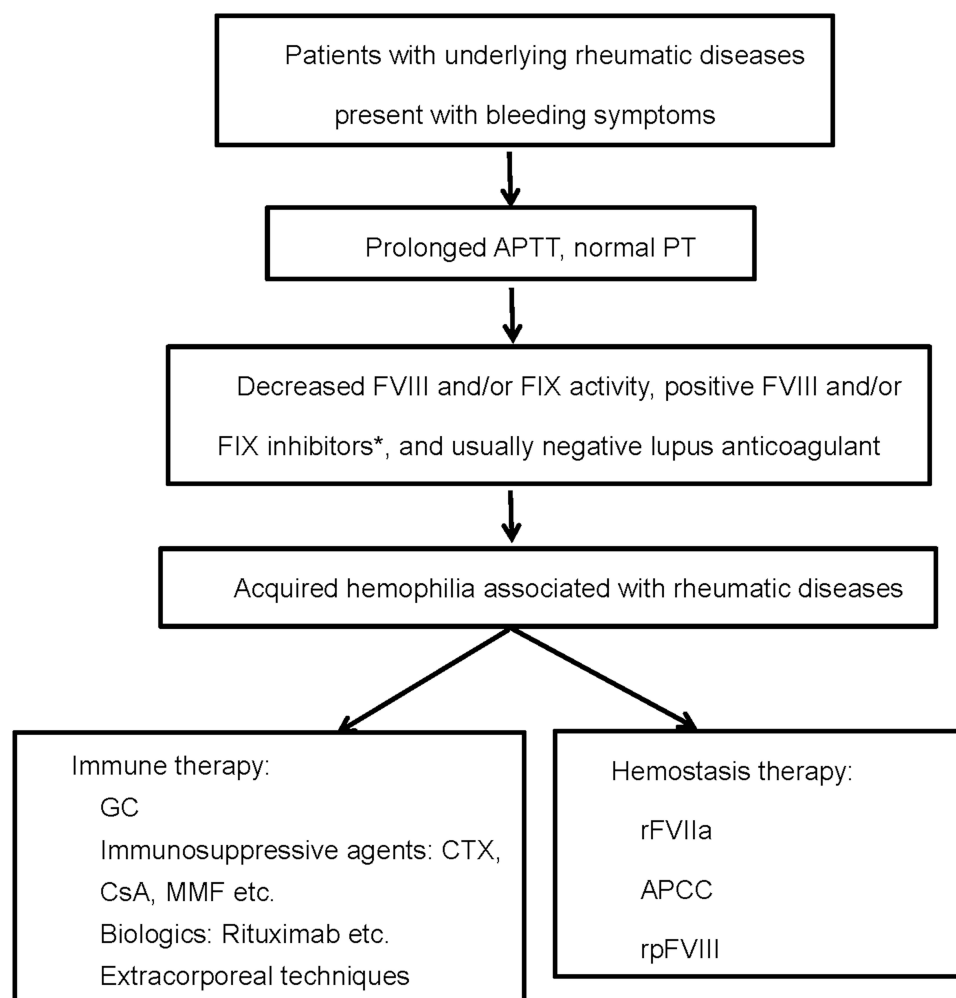 Patients with underlying rheumatic diseases
present with bleeding symptoms
Prolonged APTT, normal PT
Decreased FVIII and/or FIX activity, positive FVIII and/or
FIX inhibitors*, and usually negative lupus anticoagulant
Acquired hemophilia associated with rheumatic diseases
Immune therapy:
GC
Immunosuppressive agents: CTX,
CsA, MMF etc.
Biologics: Rituximab etc.
Extracorporeal techniques
Hemostasis therapy:
rFVIIa
APCC
rpFVIII